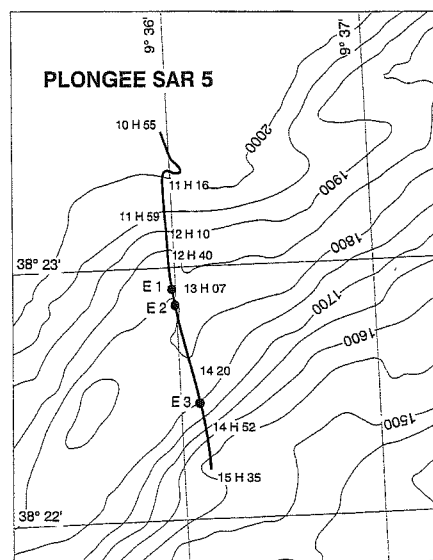 9° 36'
9° 37'
PLONGEE SAR 5
10 H 55
2000
11 H 16
1900
11 H 59
12 H 10
1800
12 H 40
38° 23'
E 1
13 H 07
1700
E 2
1600
14 20
E 3
1500
14 H 52
15 H 35
38° 22'